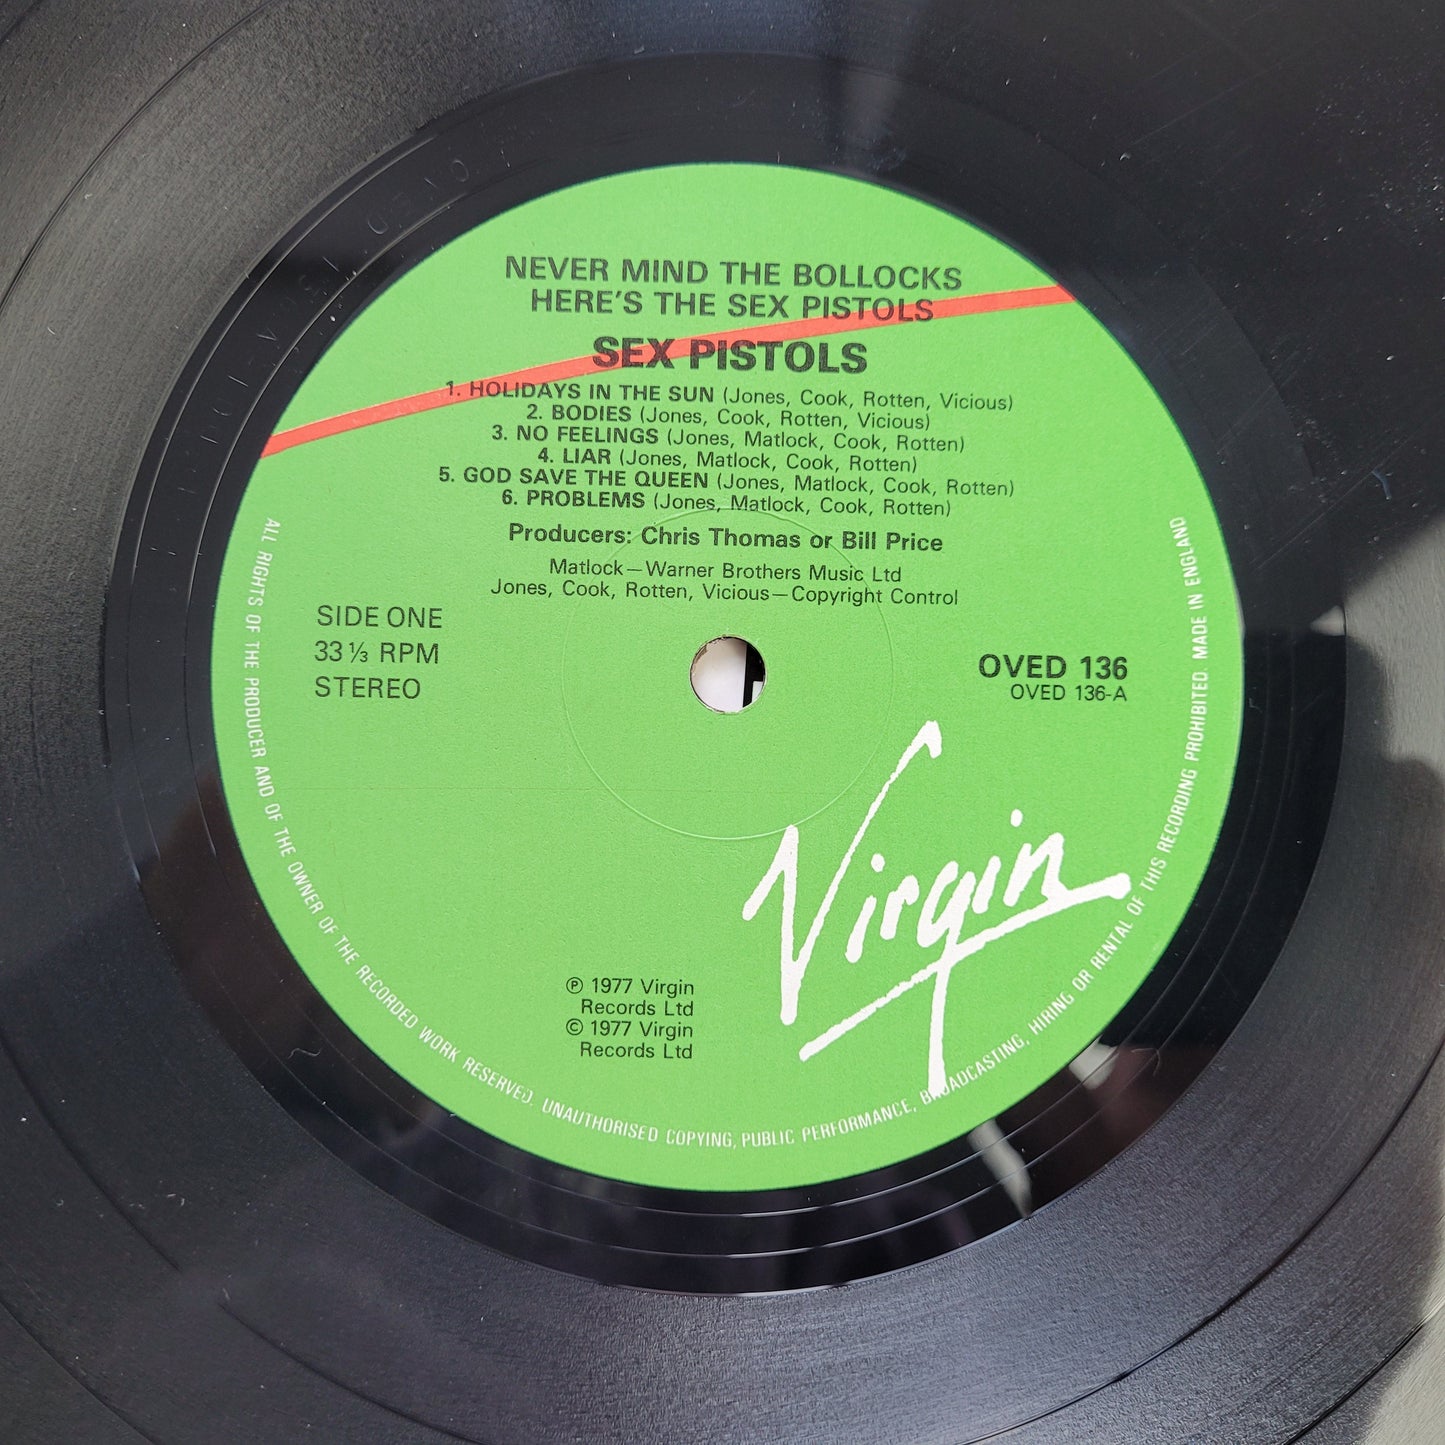 NEVER MIND THE BOLLOCKS
HERE'S THE SEX PISTOLS
SEX PISTOLS
1. HOLIDAYS IN THE SUN (Jones, Cook, Rotten, Vicious)
2. BODIES (Jones, Cook, Rotten, Vicious)
3. NO FEELINGS (Jones, Matlock, Cook, Rotten)
4. LIAR (Jones, Matlock, Cook, Rotten)
5. GOD SAVE THE QUEEN (Jones, Matlock, Cook, Rotten)
6. PROBLEMS (Jones, Matlock, Cook, Rotten)
Producers: Chris Thomas or Bill Price
Matlock—Warner Brothers Music Ltd
Jones, Cook, Rotten, Vicious—Copyright Control
SIDE ONE
33 ⅓ RPM
STEREO
OVED 136
OVED 136-A
Virgin
℗ 1977 Virgin
Records Ltd
© 1977 Virgin
Records Ltd
ALL RIGHTS OF THE PRODUCER AND OF THE OWNER OF THE RECORDED WORK RESERVED. UNAUTHORISED COPYING, PUBLIC PERFORMANCE, BROADCASTING, HIRING OR RENTAL OF THIS RECORDING PROHIBITED. MADE IN ENGLAND